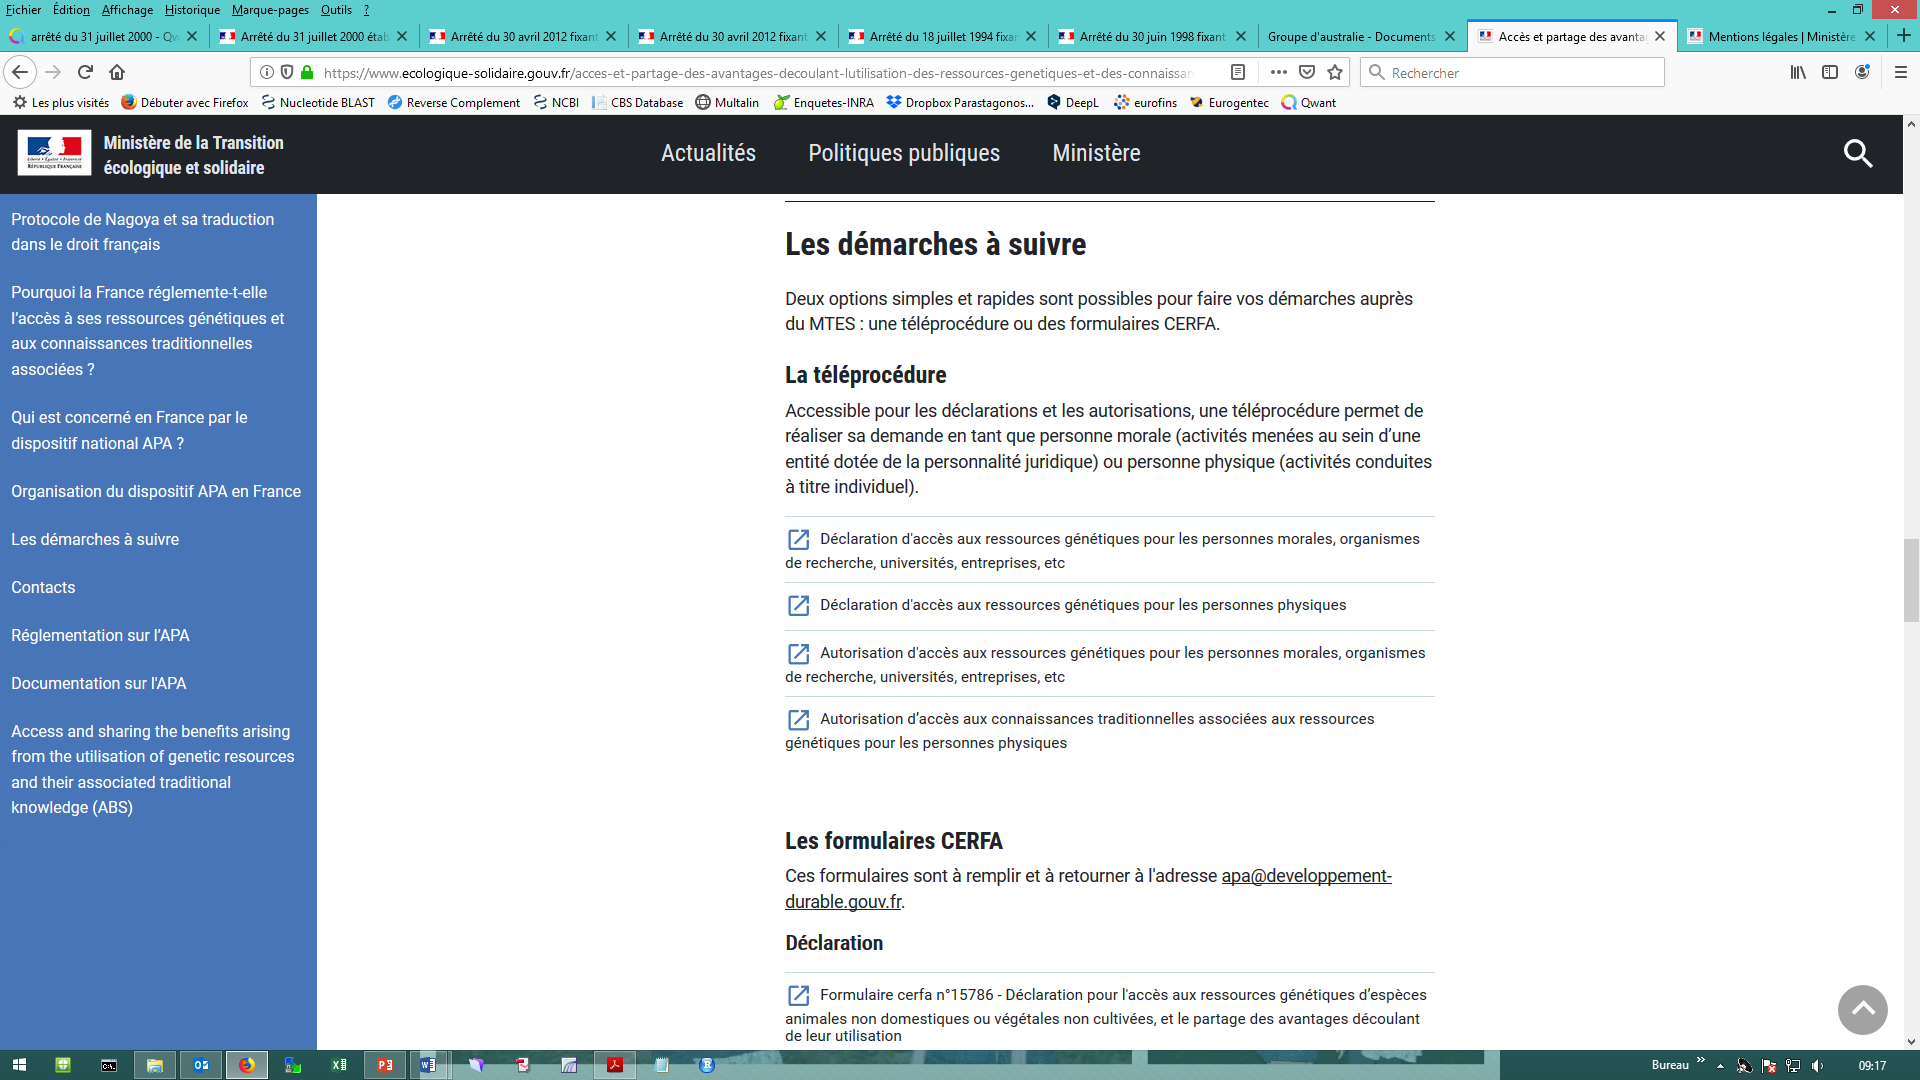 Fichier Édition Affichage Historique Marque-pages Outils ?
arrêté du 31 juillet 2000 - Qw
Arrêté du 31 juillet 2000 étab
Arrêté du 30 avril 2012 fixant
Arrêté du 30 avril 2012 fixant
Arrêté du 18 juillet 1994 fixan
Arrêté du 30 juin 1998 fixant
Groupe d'australie - Documents
Accès et partage des avanta
Mentions légales | Ministère
https://www.ecologique-solidaire.gouv.fr/acces-et-partage-des-avantages-decoulant-lutilisation-des-ressources-genetiques-et-des-connaissan
Rechercher
Les plus visités Débuter avec Firefox Nucleotide BLAST Reverse Complement NCBI CBS Database Multalin Enquetes-INRA Dropbox Parastagonos... DeepL eurofins Eurogentec Qwant
Liberté • Égalité • Fraternité
RÉPUBLIQUE FRANÇAISE
Ministère de la Transition
écologique et solidaire
Actualités Politiques publiques Ministère
Protocole de Nagoya et sa traduction
dans le droit français
Pourquoi la France réglemente-t-elle
l’accès à ses ressources génétiques et
aux connaissances traditionnelles
associées ?
Qui est concerné en France par le
dispositif national APA ?
Organisation du dispositif APA en France
Les démarches à suivre
Contacts
Réglementation sur l’APA
Documentation sur l'APA
Access and sharing the benefits arising
from the utilisation of genetic resources
and their associated traditional
knowledge (ABS)
Les démarches à suivre
Deux options simples et rapides sont possibles pour faire vos démarches auprès
du MTES : une téléprocédure ou des formulaires CERFA.
La téléprocédure
Accessible pour les déclarations et les autorisations, une téléprocédure permet de
réaliser sa demande en tant que personne morale (activités menées au sein d’une
entité dotée de la personnalité juridique) ou personne physique (activités conduites
à titre individuel).
Déclaration d'accès aux ressources génétiques pour les personnes morales, organismes
de recherche, universités, entreprises, etc
Déclaration d'accès aux ressources génétiques pour les personnes physiques
Autorisation d'accès aux ressources génétiques pour les personnes morales, organismes
de recherche, universités, entreprises, etc
Autorisation d’accès aux connaissances traditionnelles associées aux ressources
génétiques pour les personnes physiques
Les formulaires CERFA
Ces formulaires sont à remplir et à retourner à l'adresse apa@developpement-
durable.gouv.fr.
Déclaration
Formulaire cerfa n°15786 - Déclaration pour l'accès aux ressources génétiques d’espèces
animales non domestiques ou végétales non cultivées, et le partage des avantages découlant
de leur utilisation
Bureau
09:17